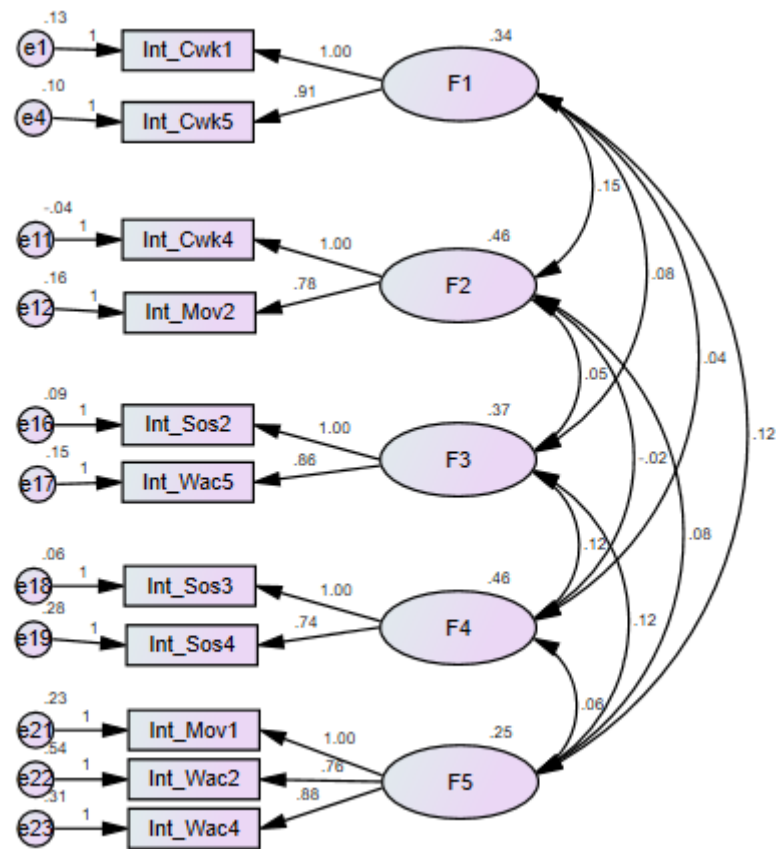 .13
e1 1 Int_Cwk1 1.00 .34
F1
.10 .91
e4 1 Int_Cwk5
.15
-.04
e11 1 Int_Cwk4 1.00 .46
.08
.16 .78 F2
e12 1 Int_Mov2
.04
.05
.09 .37
e16 1 Int_Sos2 1.00 .12
.15 .86 F3 -.02
e17 1 Int_Wac5
.08
.12
.06 .46
e18 1 Int_Sos3 1.00
.28 .74 F4 .12
e19 1 Int_Sos4
.06
.23 .25
e21 1 Int_Mov1 1.00
.54 .76 F5
e22 1 Int_Wac2
.31 .88
e23 1 Int_Wac4